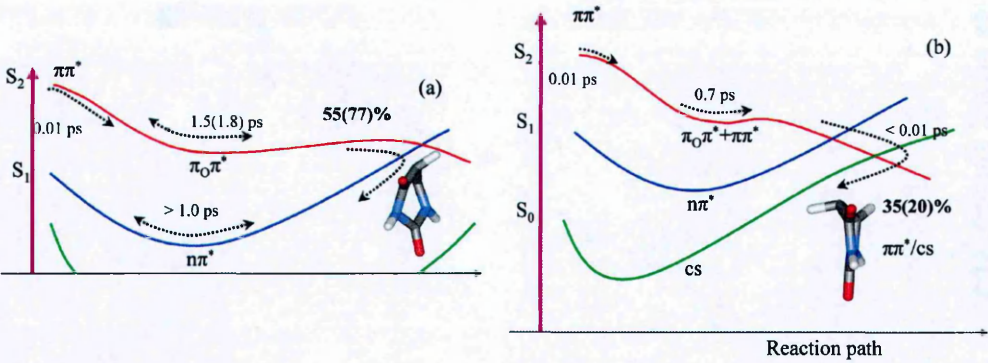 (a)
ππ*
S₂
0.01 ps
1.5(1.8) ps
55(77)%
π_Oπ*
S₁
> 1.0 ps
nπ*
(b)
ππ*
S₂
0.01 ps
0.7 ps
S₁
π_Oπ*+ππ*
< 0.01 ps
nπ*
S₀
35(20)%
ππ*/cs
cs
Reaction path